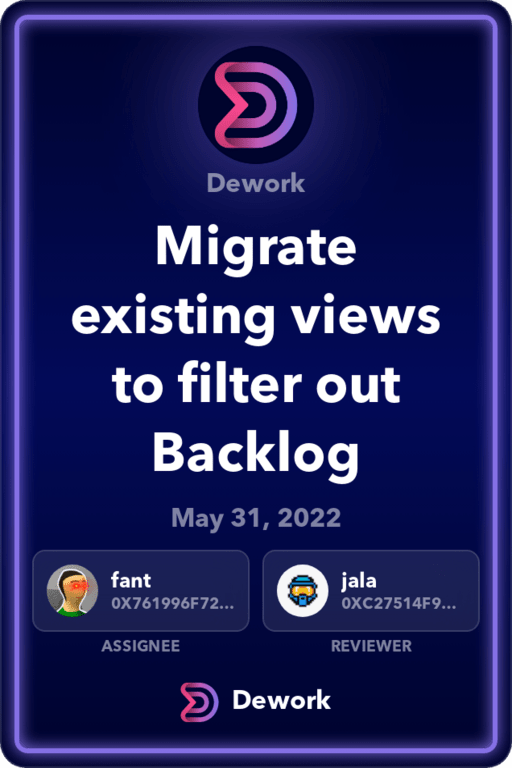 Dework
Migrate
existing views
to filter out
Backlog
May 31, 2022
fant
0X761996F72...
ASSIGNEE
jala
0XC27514F9...
REVIEWER
Dework